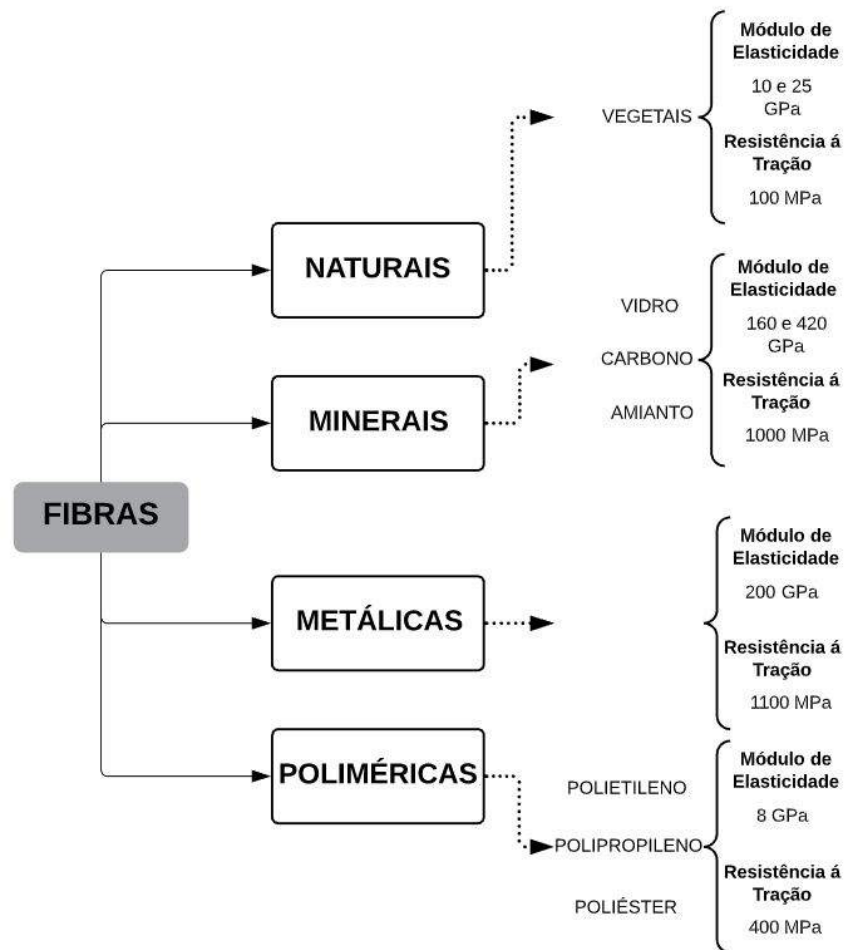 FIBRAS
NATURAIS
VEGETAIS
Módulo de
Elasticidade
10 e 25
GPa
Resistência á
Tração
100 MPa
MINERAIS
VIDRO
CARBONO
AMIANTO
Módulo de
Elasticidade
160 e 420
GPa
Resistência á
Tração
1000 MPa
METÁLICAS
Módulo de
Elasticidade
200 GPa
Resistência á
Tração
1100 MPa
POLIMÉRICAS
POLIETILENO
POLIPROPILENO
POLIÉSTER
Módulo de
Elasticidade
8 GPa
Resistência á
Tração
400 MPa